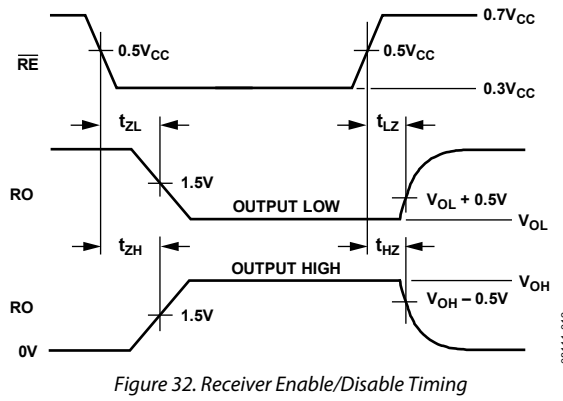 0.7VCC
0.5VCC
0.5VCC
RE
0.3VCC
tZL
tLZ
1.5V
VOL + 0.5V
RO
OUTPUT LOW
VOL
tZH
tHZ
OUTPUT HIGH
VOH
RO
1.5V
VOH – 0.5V
0V
Figure 32. Receiver Enable/Disable Timing